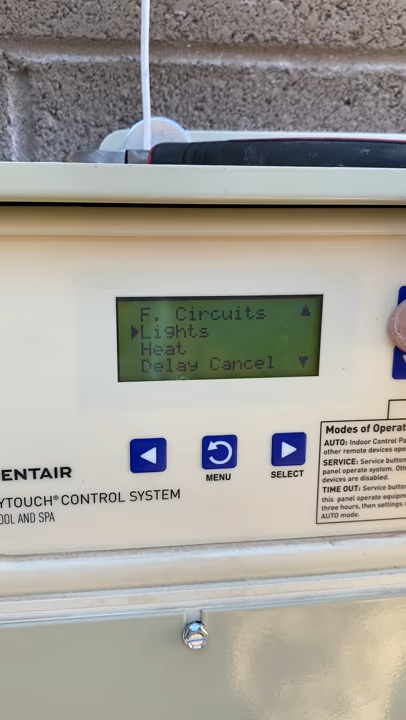 F. Circuits
Lights
Heat
Delay Cancel
MENU
SELECT
ENTAIR
YTOUCH® CONTROL SYSTEM
OOL AND SPA
Modes of Operat
AUTO: Indoor Control Pa
other remote devices ope
SERVICE: Service button
panel operate system. Oth
devices are disabled.
TIME OUT: Service butto
this panel operate equipm
three hours, then settings
AUTO mode.